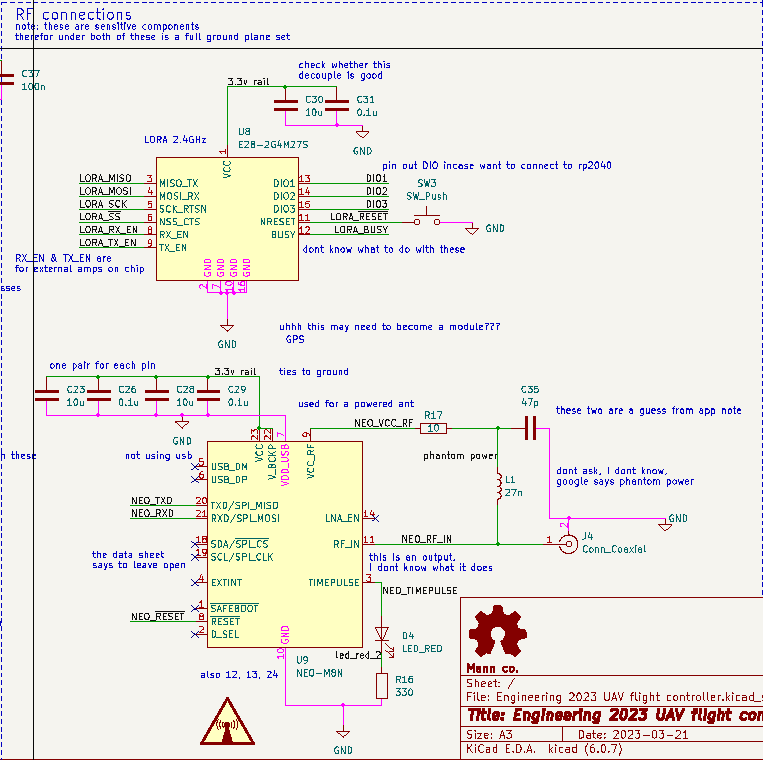 RF connections
note: these are sensitive components
therefor under both of these is a full ground plane set
C37
100n
check whether this
decouple is good
3.3v rail
C30
10u
C31
0.1u
GND
LORA 2.4GHz
U8
E28-2G4M27S
1
VCC
pin out DIO incase want to connect to rp2040
LORA_MISO 3 MISO_TX
LORA_MOSI 4 MOSI_RX
LORA_SCK 5 SCK_RTSN
LORA_SS 6 NSS_CTS
LORA_RX_EN 8 RX_EN
LORA_TX_EN 9 TX_EN
DIO1 13 DIO1
DIO2 14 DIO2
DIO3 15 DIO3
NRESET 11 LORA_RESET
BUSY 12 LORA_BUSY
SW3
SW_Push
GND
dont know what to do with these
RX_EN & TX_EN are
for external amps on chip
GND GND GND GND
2 7 10 16
GND
sses
uhhh this may need to become a module???
GPS
one pair for each pin
3.3v rail
ties to ground
C23
10u
C26
0.1u
C28
10u
C29
0.1u
GND
used for a powered ant
NEO_VCC_RF
R17
10
C35
47p
these two are a guess from app note
h these
not using usb
23 22 7 9
VCC V_BCKP VDD_USB VCC_RF
phantom power
L1
27n
dont ask, I dont know,
google says phantom power
5 USB_DM
6 USB_DP
NEO_TXD 20 TXD/SPI_MISO
NEO_RXD 21 RXD/SPI_MOSI
LNA_EN 14
18 SDA/SPI_CS
19 SCL/SPI_CLK
RF_IN 11 NEO_RF_IN
2
GND
1
J4
Conn_Coaxial
the data sheet
says to leave open
this is an output,
I dont know what it does
4 EXTINT
TIMEPULSE 3
NEO_TIMEPULSE
1 SAFEBOOT
NEO_RESET 8 RESET
2 D_SEL
10 GND
U9
NEO-M8N
also 12, 13, 24
D4
LED_RED
led_red_2
R16
330
GND
Mann co.
Sheet: /
File: Engineering 2023 UAV flight controller.kicad_s
Title: Engineering 2023 UAV flight con
Size: A3
Date: 2023-03-21
KiCad E.D.A. kicad (6.0.7)